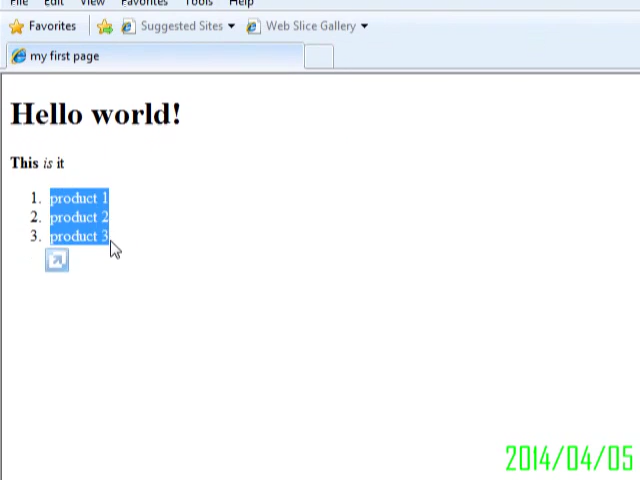 File Edit View Favorites Tools Help
Favorites Suggested Sites Web Slice Gallery
my first page
Hello world!
This is it
1. product 1
2. product 2
3. product 3
2014/04/05